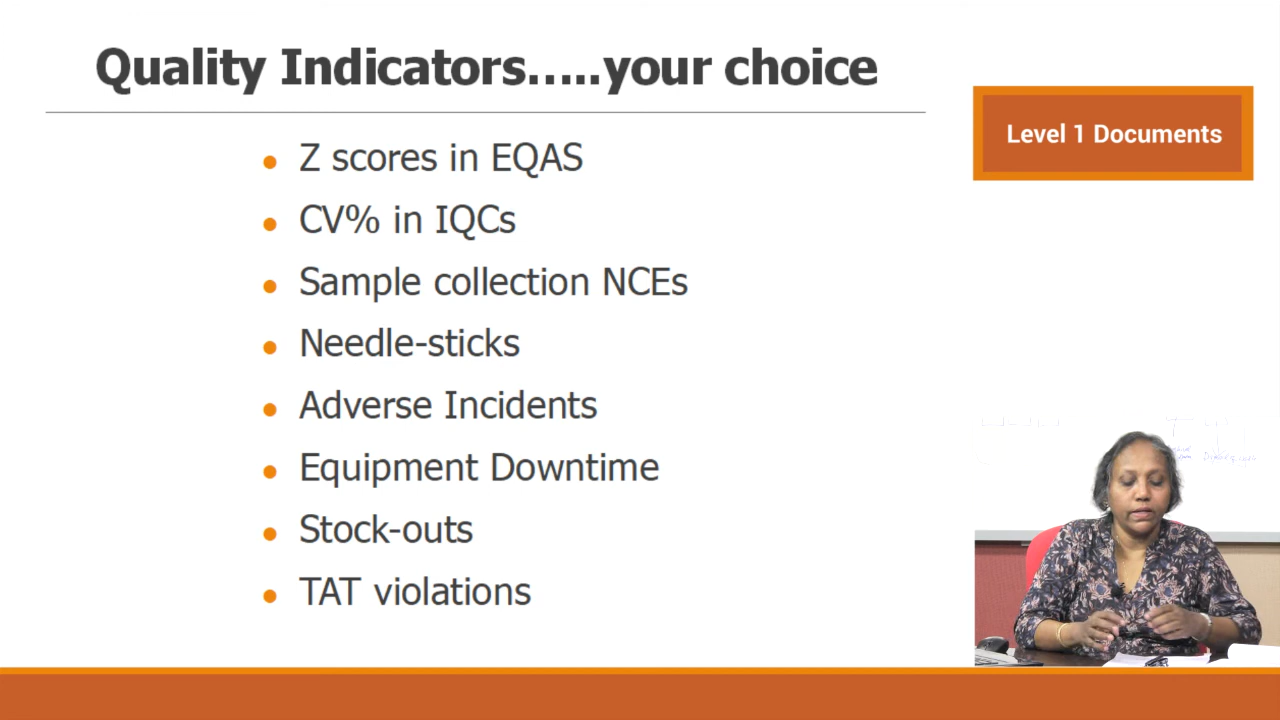 Quality Indicators.....your choice
Level 1 Documents
Z scores in EQAS
CV% in IQCs
Sample collection NCEs
Needle-sticks
Adverse Incidents
Equipment Downtime
Stock-outs
TAT violations